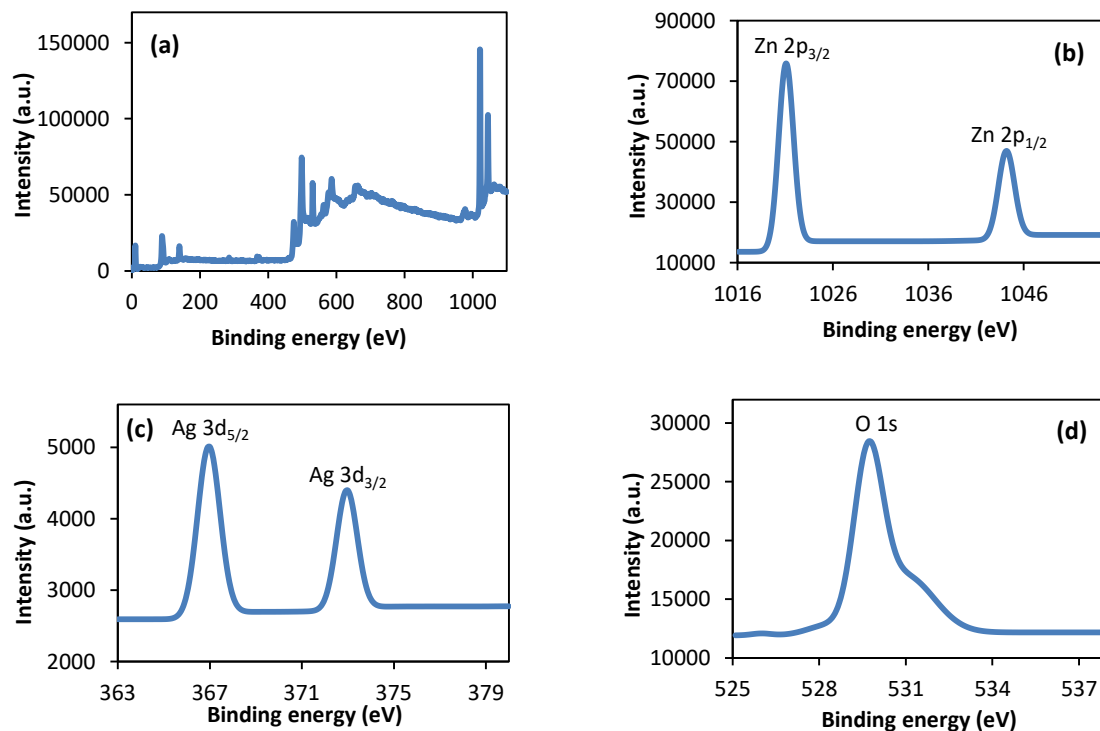 (a)
150000
100000
50000
0
Intensity (a.u.)
0 200 400 600 800 1000
Binding energy (eV)
(b)
90000
70000
50000
30000
10000
Intensity (a.u.)
Zn 2p3/2
Zn 2p1/2
1016 1026 1036 1046
Binding energy (eV)
(c)
5000
4000
3000
2000
Intensity (a.u.)
Ag 3d5/2
Ag 3d3/2
363 367 371 375 379
Binding energy (eV)
(d)
30000
25000
20000
15000
10000
Intensity (a.u.)
O 1s
525 528 531 534 537
Binding energy (eV)